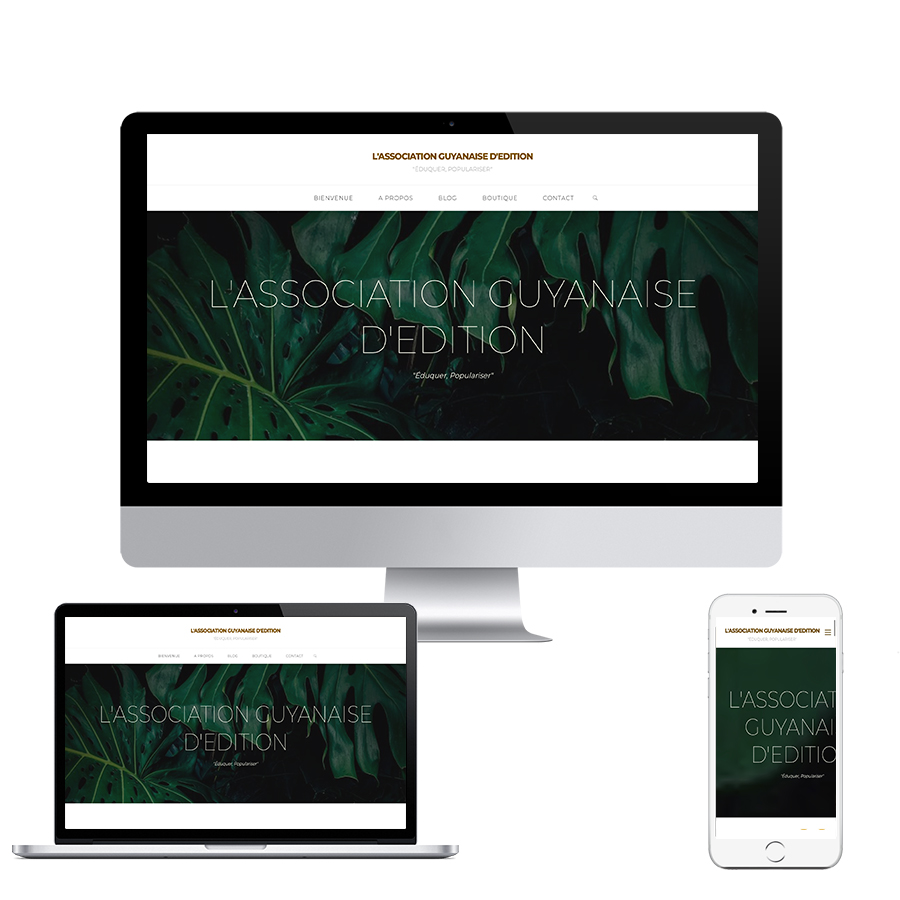 L'ASSOCIATION GUYANAISE D'EDITION
"ÉDUQUER, POPULARISER"
BIENVENUE A PROPOS BLOG BOUTIQUE CONTACT
L'ASSOCIATION GUYANAISE
D'EDITION
"Éduquer, Populariser"
L'ASSOCIATION GUYANAISE D'EDITION
"ÉDUQUER, POPULARISER"
BIENVENUE A PROPOS BLOG BOUTIQUE CONTACT
L'ASSOCIATION GUYANAISE
D'EDITION
"Éduquer, Populariser"
L'ASSOCIATION GUYANAISE D'EDITION
"ÉDUQUER, POPULARISER"
L'ASSOCIAT
GUYANAI
D'EDITIO
"Éduquer, Populariser"